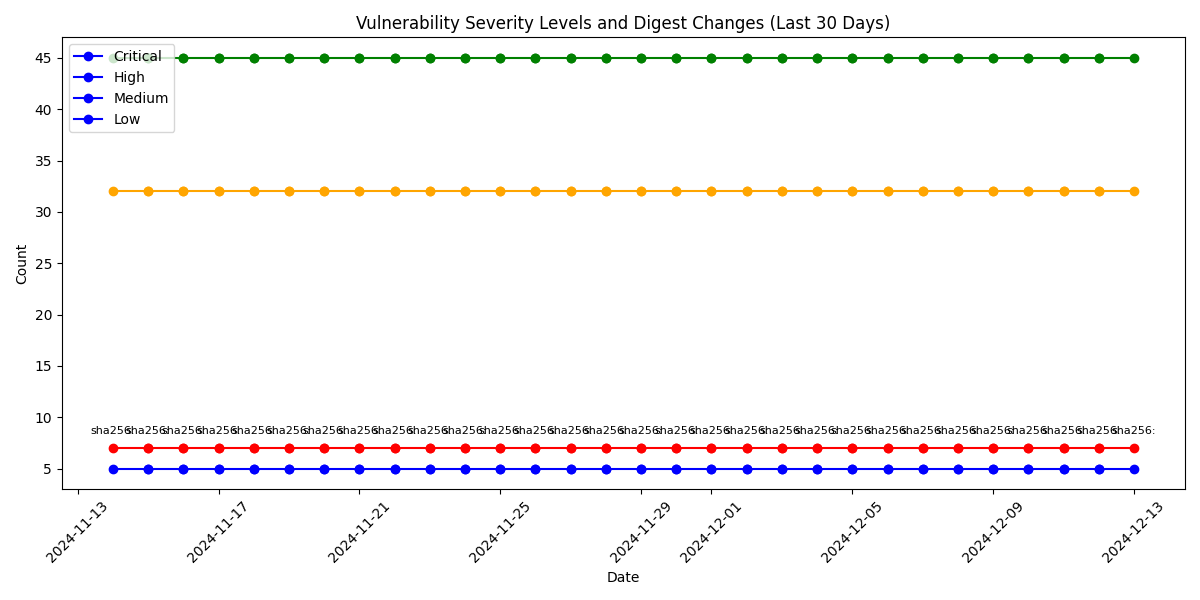 Vulnerability Severity Levels and Digest Changes (Last 30 Days)
Critical
High
Medium
Low
45
40
35
30
25
20
15
10
5
Count
sha256: sha256: sha256: sha256: sha256: sha256: sha256: sha256: sha256: sha256: sha256: sha256: sha256: sha256: sha256: sha256: sha256: sha256: sha256: sha256: sha256: sha256: sha256: sha256: sha256: sha256: sha256: sha256: sha256: sha256:
2024-11-13
2024-11-17
2024-11-21
2024-11-25
2024-11-29
2024-12-01
2024-12-05
2024-12-09
2024-12-13
Date